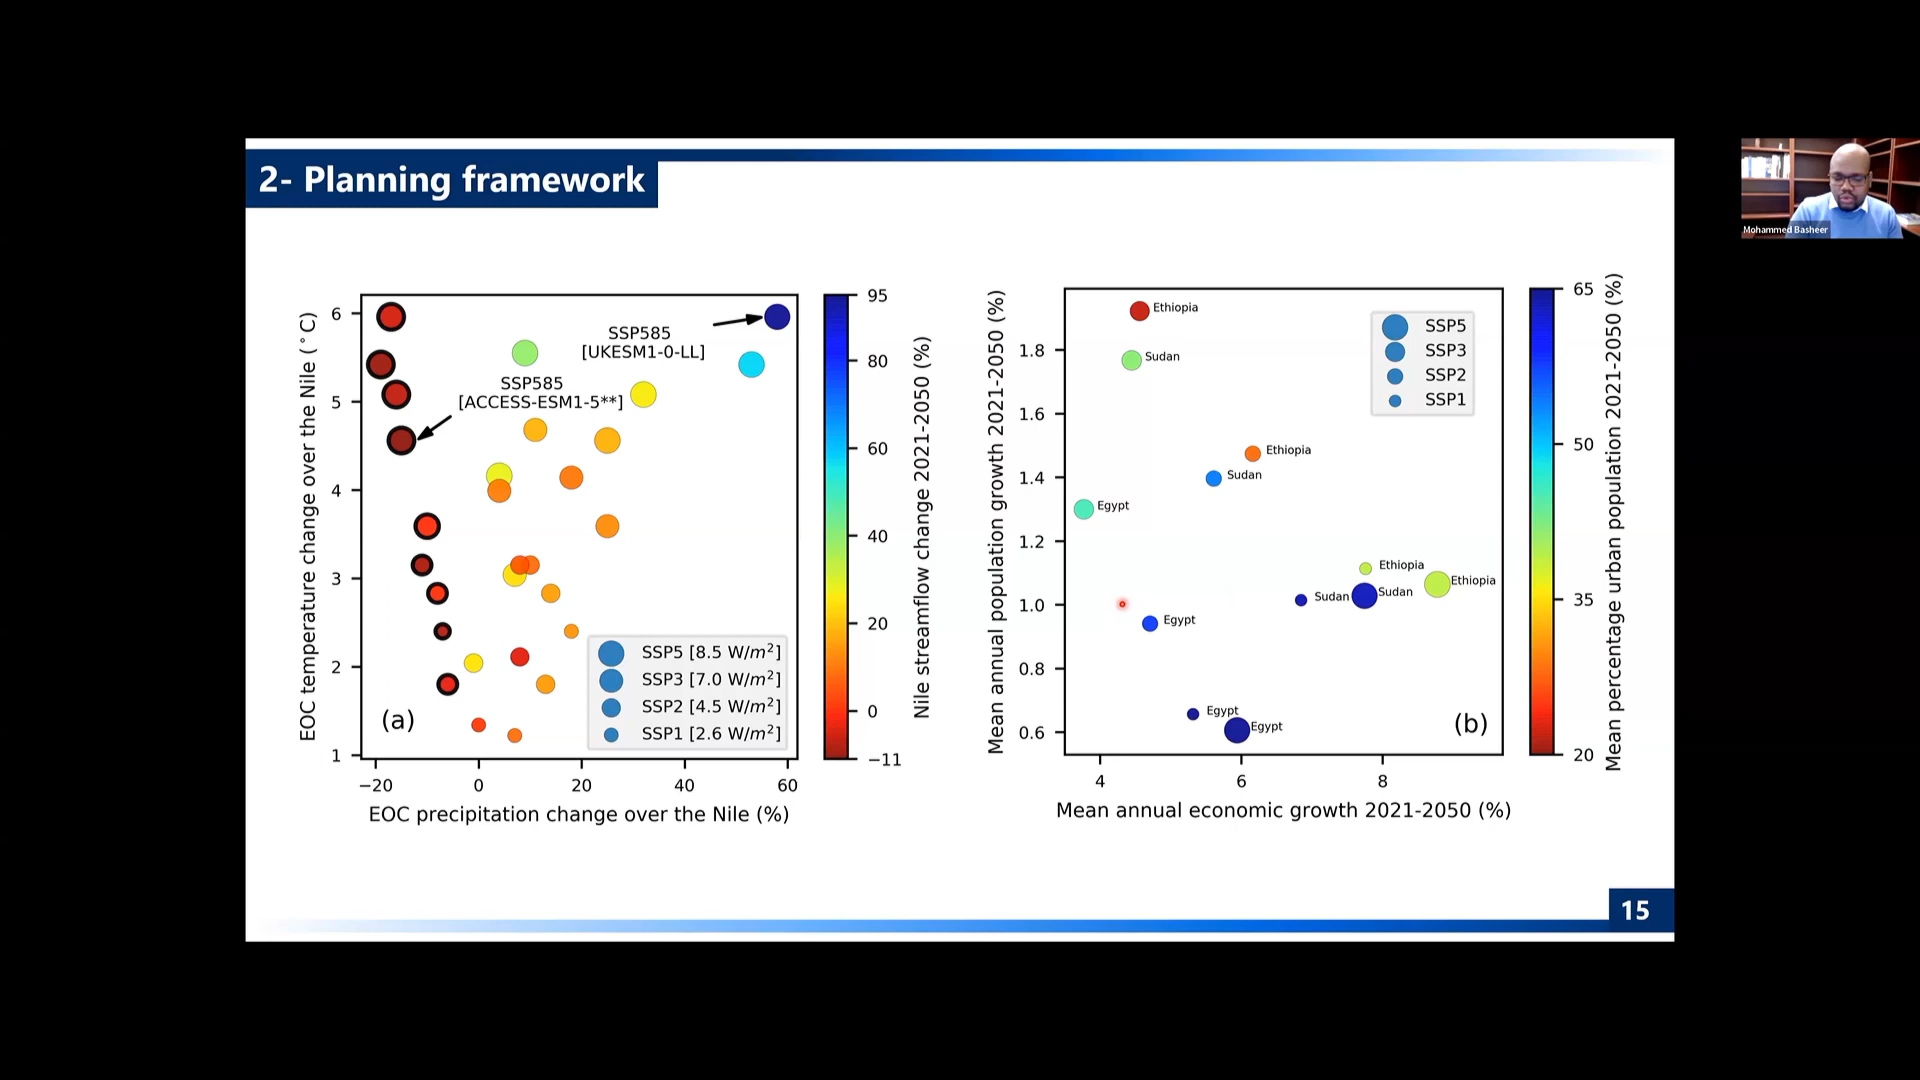 2- Planning framework
Mohammed Basheer
EOC temperature change over the Nile (°C)
6
5
4
3
2
1
SSP585
[UKESM1-0-LL]
SSP585
[ACCESS-ESM1-5**]
(a)
SSP5 [8.5 W/m²]
SSP3 [7.0 W/m²]
SSP2 [4.5 W/m²]
SSP1 [2.6 W/m²]
−20 0 20 40 60
EOC precipitation change over the Nile (%)
95
80
60
40
20
0
−11
Nile streamflow change 2021-2050 (%)
Mean annual population growth 2021-2050 (%)
1.8
1.6
1.4
1.2
1.0
0.8
0.6
Ethiopia
Sudan
Ethiopia
Sudan
Egypt
Ethiopia
Ethiopia
Sudan
Sudan
Egypt
Egypt
Egypt
SSP5
SSP3
SSP2
SSP1
(b)
4 6 8
Mean annual economic growth 2021-2050 (%)
65
50
35
20
Mean percentage urban population 2021-2050 (%)
15